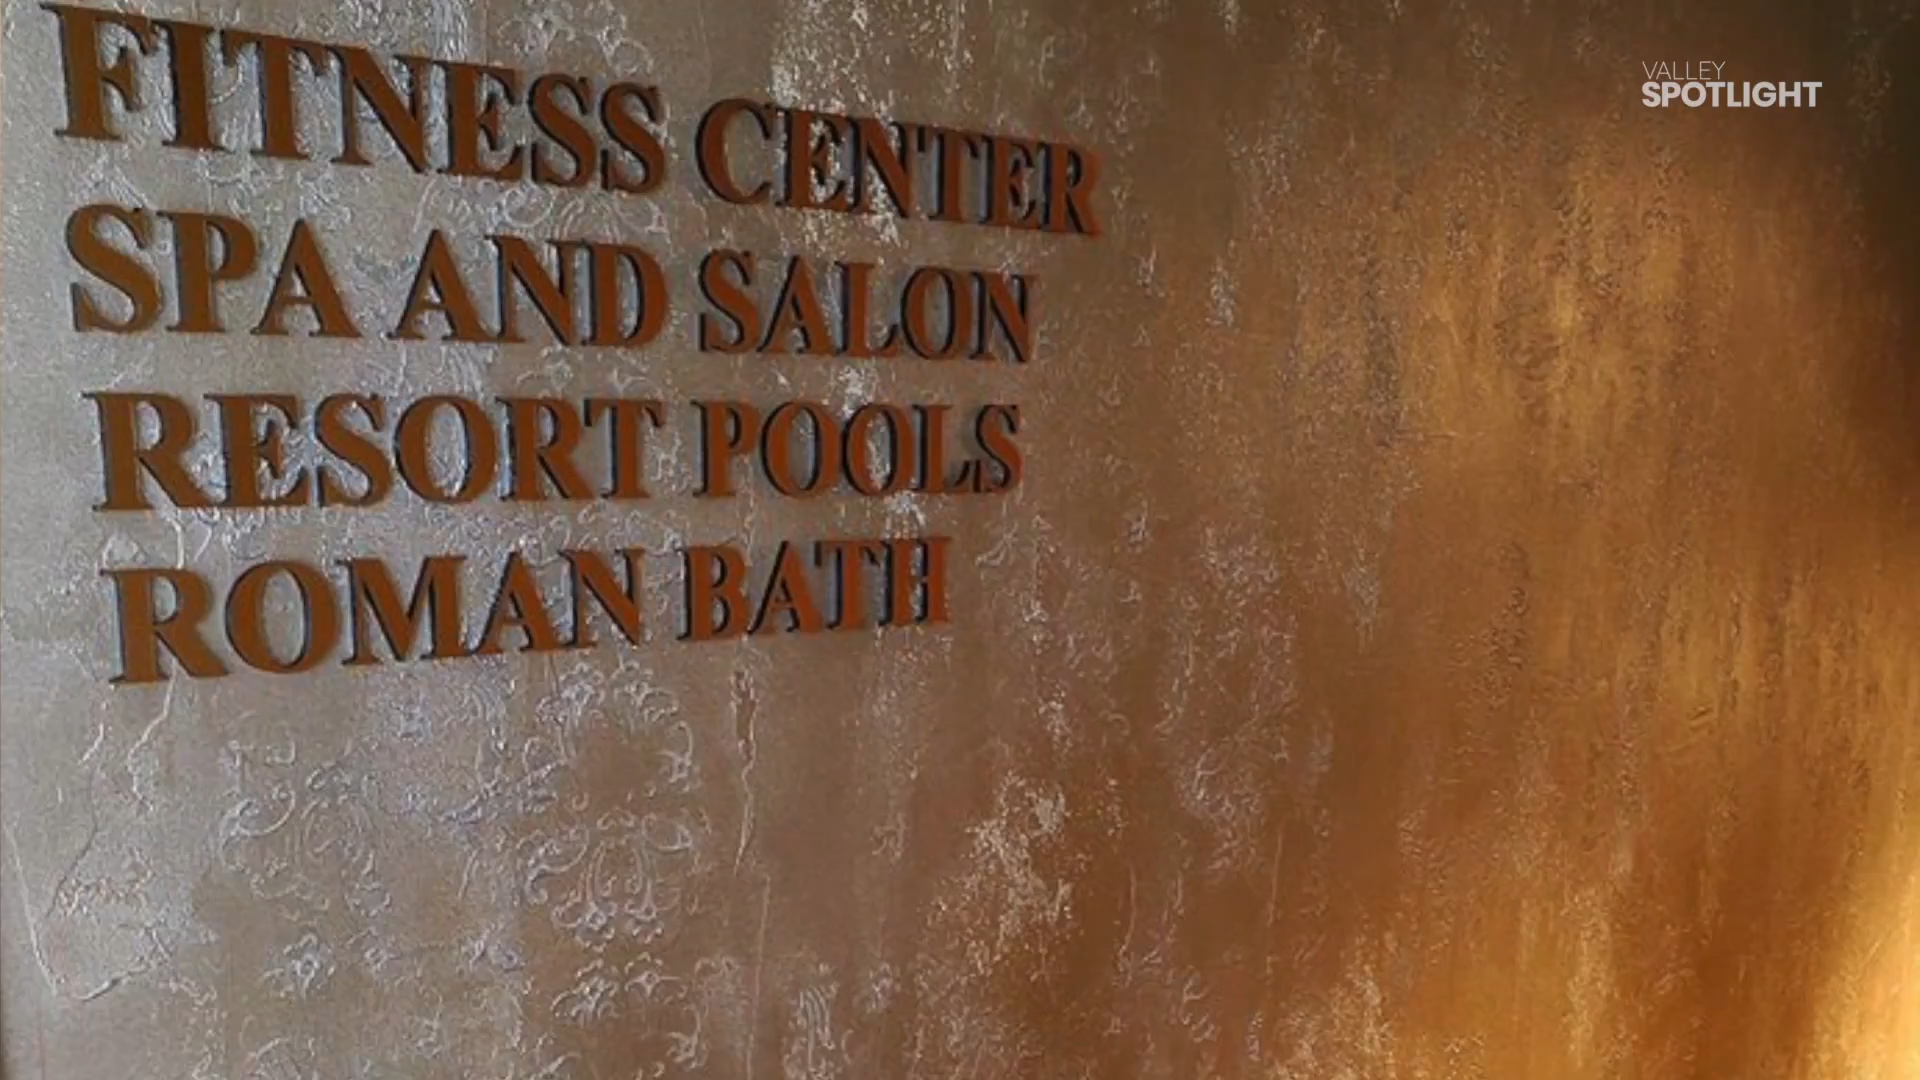 FITNESS CENTER
SPA AND SALON
RESORT POOLS
ROMAN BATH
VALLEY
SPOTLIGHT